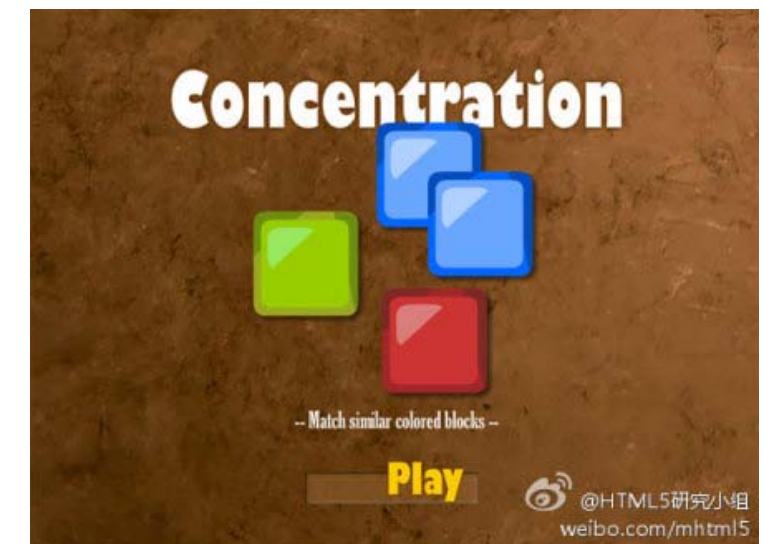 Concentration
-- Match similar colored blocks --
Play
@HTML5研究小组
weibo.com/mhtml5